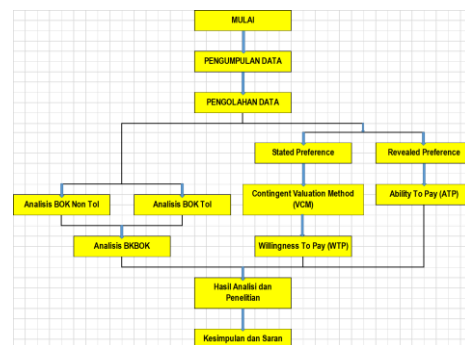 MULAI
PENGUMPULAN DATA
PENGOLAHAN DATA
Stated Preference
Revealed Preference
Analisis BOK Non Tol
Analisis BOK Tol
Contingent Valuation Method
(VCM)
Ability To Pay (ATP)
Analisis BKBOK
Willingness To Pay (WTP)
Hasil Analisi dan
Penelitian
Kesimpulan dan Saran